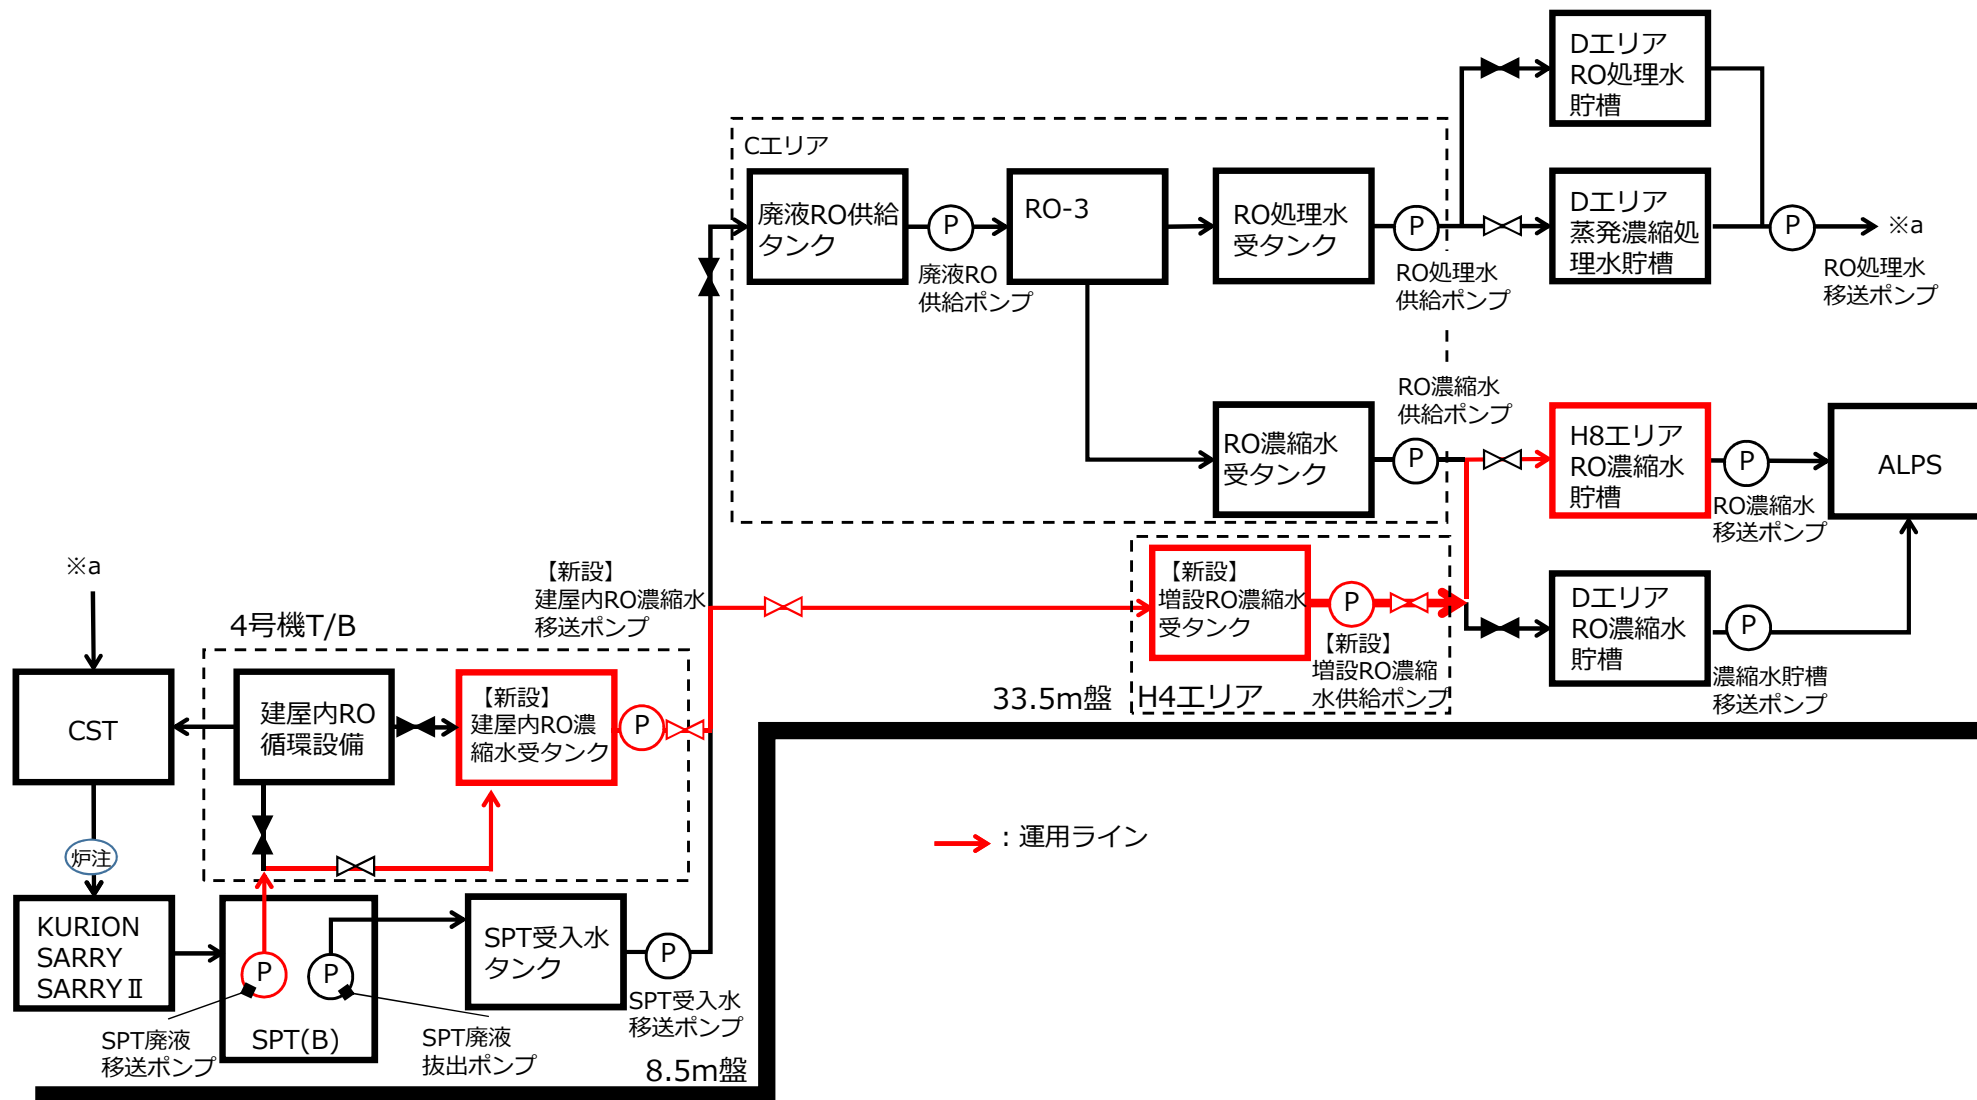 Dエリア
RO処理水
貯槽
Cエリア
廃液RO供給
タンク
P
廃液RO
供給ポンプ
RO-3
RO処理水
受タンク
P
RO処理水
供給ポンプ
Dエリア
蒸発濃縮処
理水貯槽
P
※a
RO処理水
移送ポンプ
RO濃縮水
受タンク
P
RO濃縮水
供給ポンプ
H8エリア
RO濃縮水
貯槽
P
RO濃縮水
移送ポンプ
ALPS
【新設】
増設RO濃縮水
受タンク
P
【新設】
増設RO濃縮
水供給ポンプ
H4エリア
Dエリア
RO濃縮水
貯槽
P
濃縮水貯槽
移送ポンプ
33.5m盤
※a
【新設】
建屋内RO濃縮水
移送ポンプ
4号機T/B
CST
建屋内RO
循環設備
【新設】
建屋内RO濃
縮水受タンク
P
炉注
：運用ライン
KURION
SARRY
SARRYⅡ
P
P
SPT(B)
SPT受入水
タンク
P
SPT受入水
移送ポンプ
SPT廃液
移送ポンプ
SPT廃液
抜出ポンプ
8.5m盤